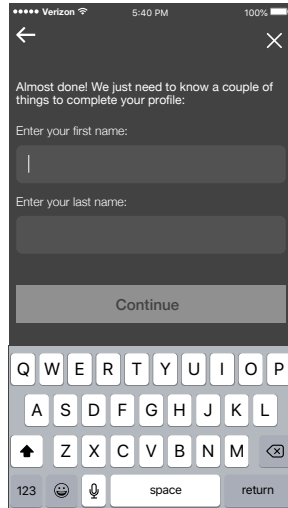 Verizon 5:40 PM 100%
Almost done! We just need to know a couple of
things to complete your profile:
Enter your first name:
Enter your last name:
Continue
Q W E R T Y U I O P
A S D F G H J K L
Z X C V B N M
123 space return